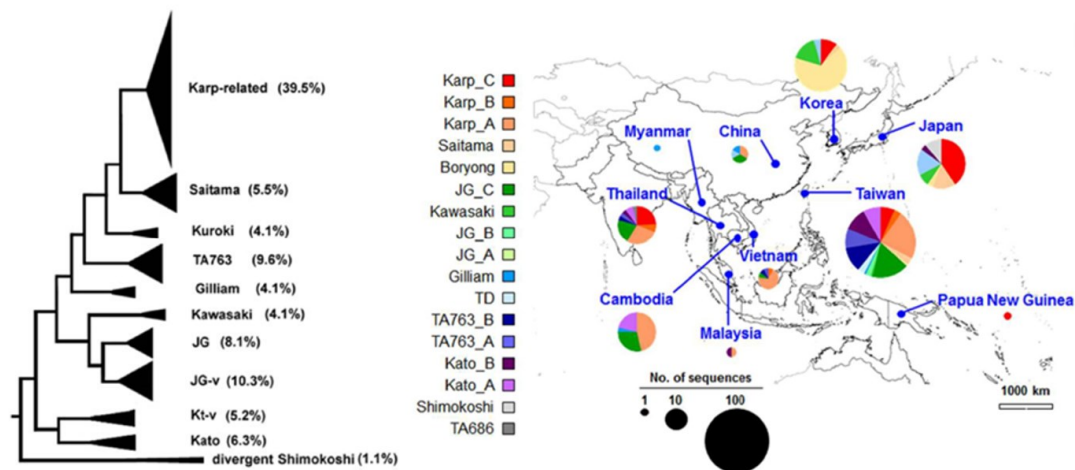 Karp-related (39.5%)
Saitama (5.5%)
Kuroki (4.1%)
TA763 (9.6%)
Gilliam (4.1%)
Kawasaki (4.1%)
JG (8.1%)
JG-v (10.3%)
Kt-v (5.2%)
Kato (6.3%)
divergent Shimokoshi (1.1%)
Karp_C
Karp_B
Karp_A
Saitama
Boryong
JG_C
Kawasaki
JG_B
JG_A
Gilliam
TD
TA763_B
TA763_A
Kato_B
Kato_A
Shimokoshi
TA686
Korea
Myanmar
China
Japan
Thailand
Taiwan
Vietnam
Cambodia
Malaysia
Papua New Guinea
No. of sequences
1 10 100
1000 km